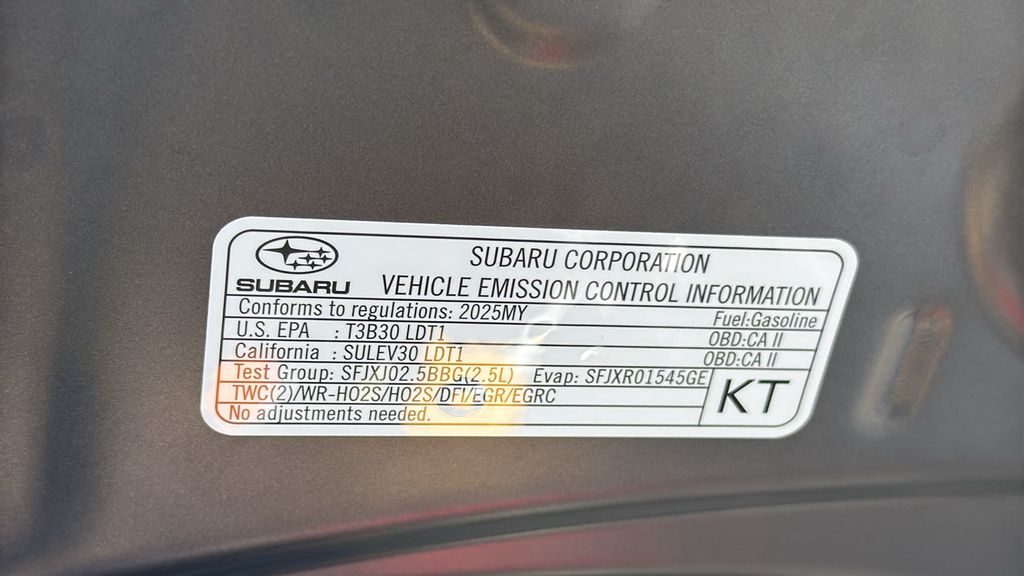 SUBARU
SUBARU CORPORATION
VEHICLE EMISSION CONTROL INFORMATION
Conforms to regulations: 2025MY Fuel:Gasoline
U.S. EPA : T3B30 LDT1 OBD:CA II
California : SULEV30 LDT1 OBD:CA II
Test Group: SFJXJ02.5BBG(2.5L) Evap: SFJXR01545GE
TWC(2)/WR-HO2S/HO2S/DFI/EGR/EGRC
No adjustments needed.
KT